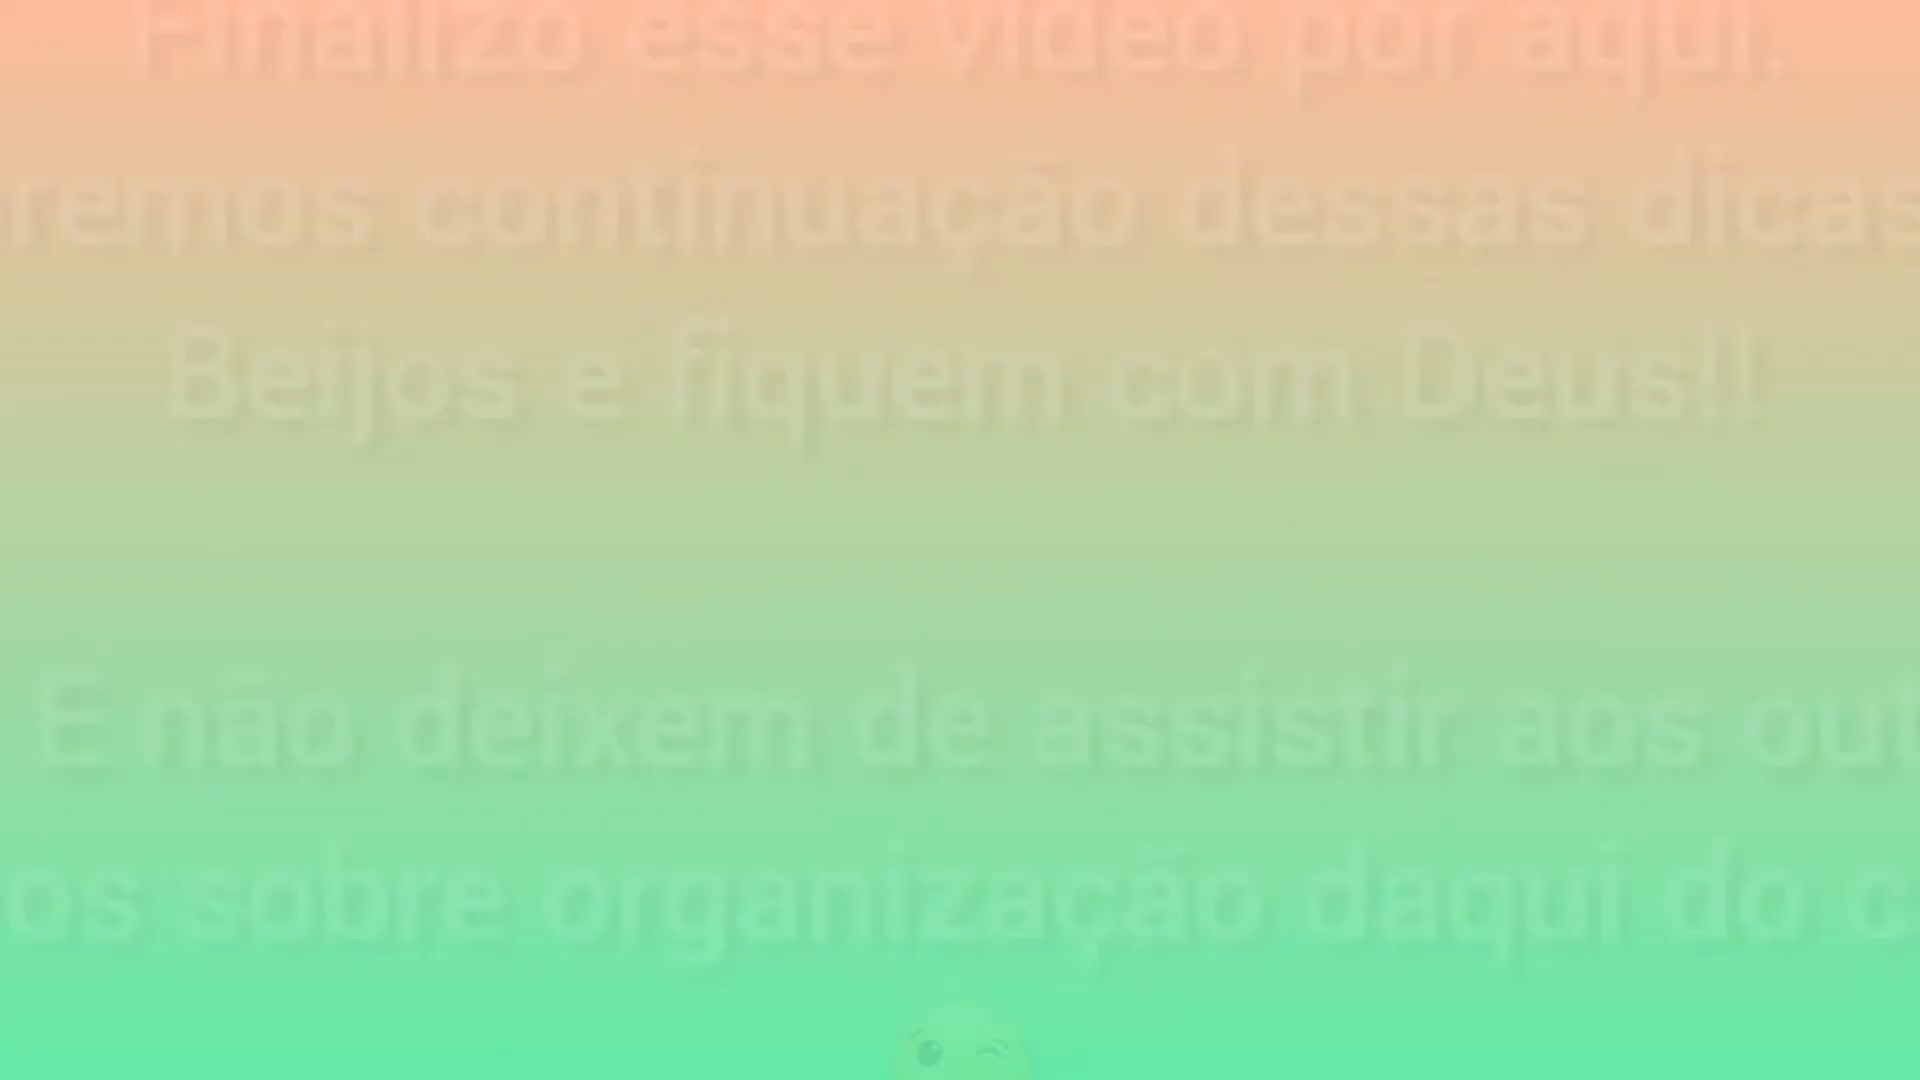 Finalizo esse vídeo por aqui.
remos continuação dessas dicas
Beijos e fiquem com Deus!!
E não deixem de assistir aos out
os sobre organização daqui do c